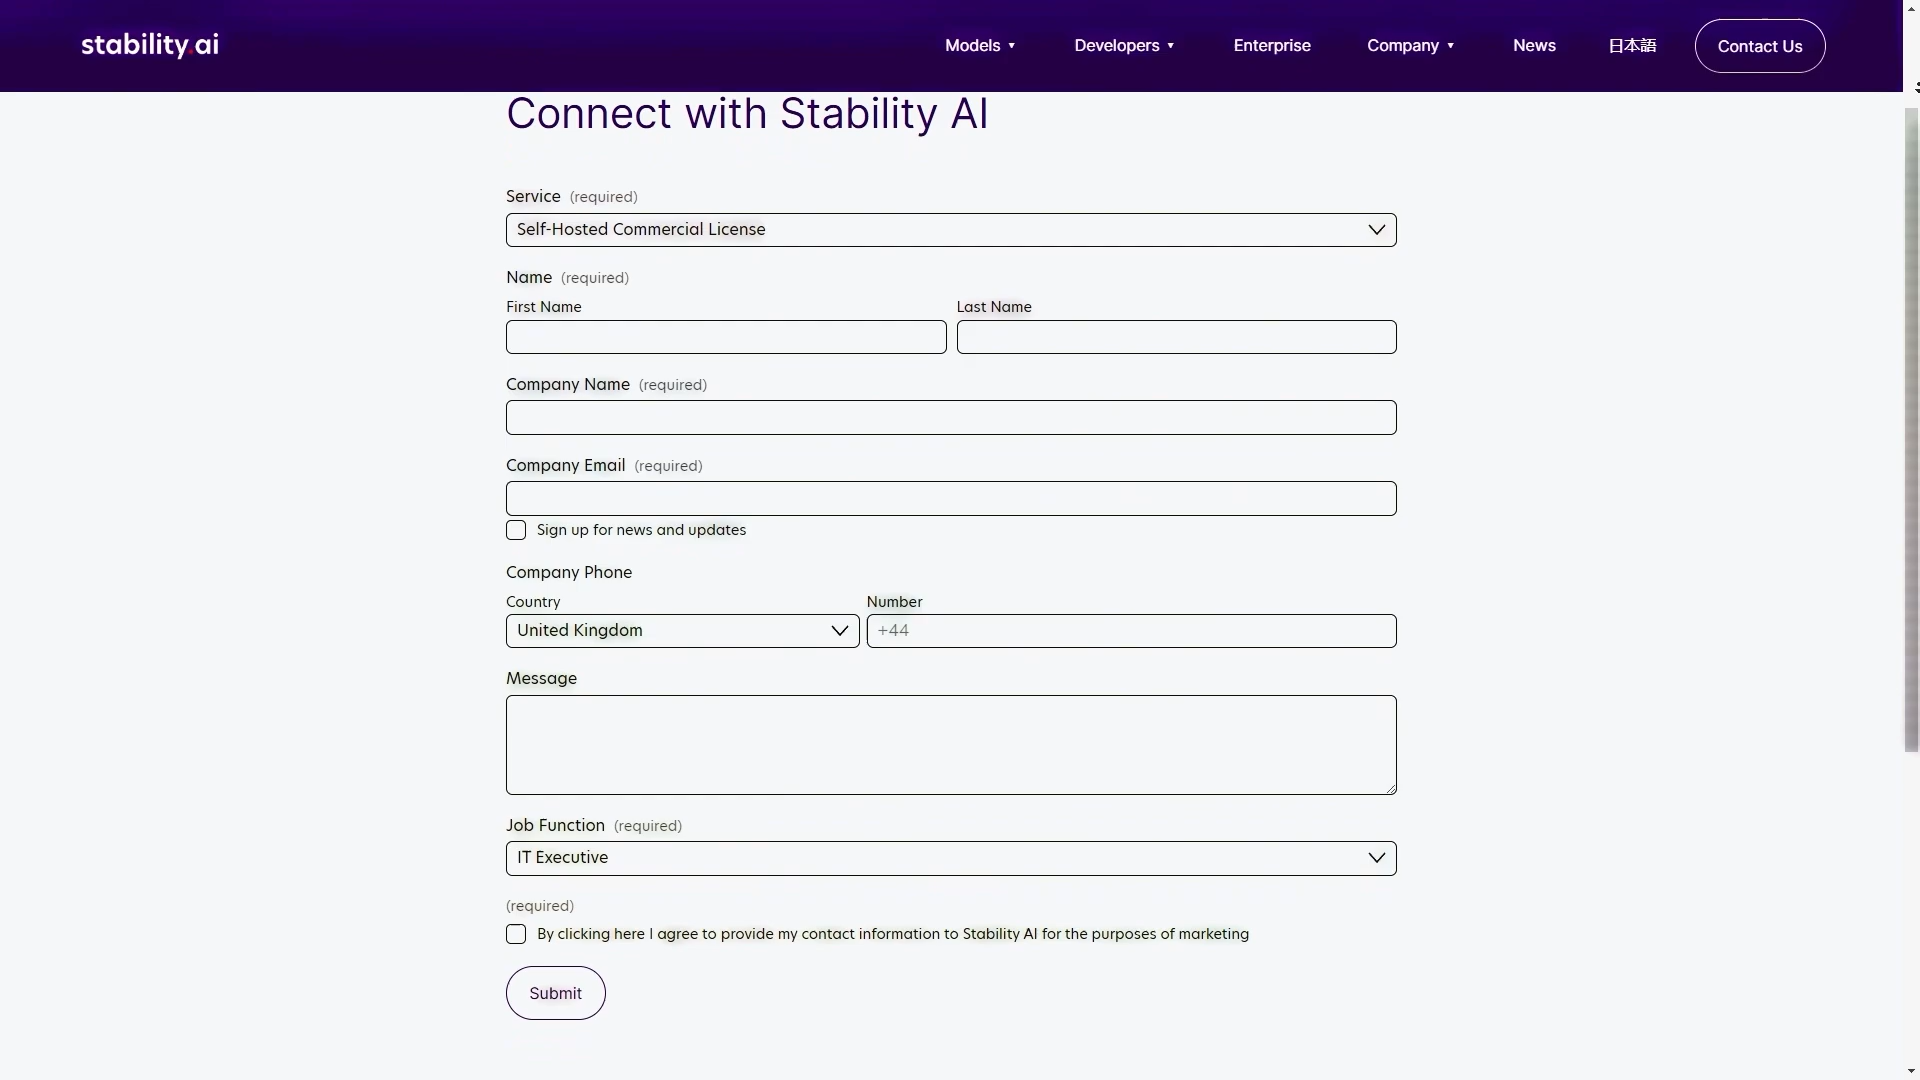 stability.ai
Models ▼ Developers ▼ Enterprise Company ▼ News 日本語 Contact Us
Connect with Stability AI
Service (required)
Self-Hosted Commercial License
Name (required)
First Name Last Name
Company Name (required)
Company Email (required)
Sign up for news and updates
Company Phone
Country Number
United Kingdom +44
Message
Job Function (required)
IT Executive
(required)
By clicking here I agree to provide my contact information to Stability AI for the purposes of marketing
Submit